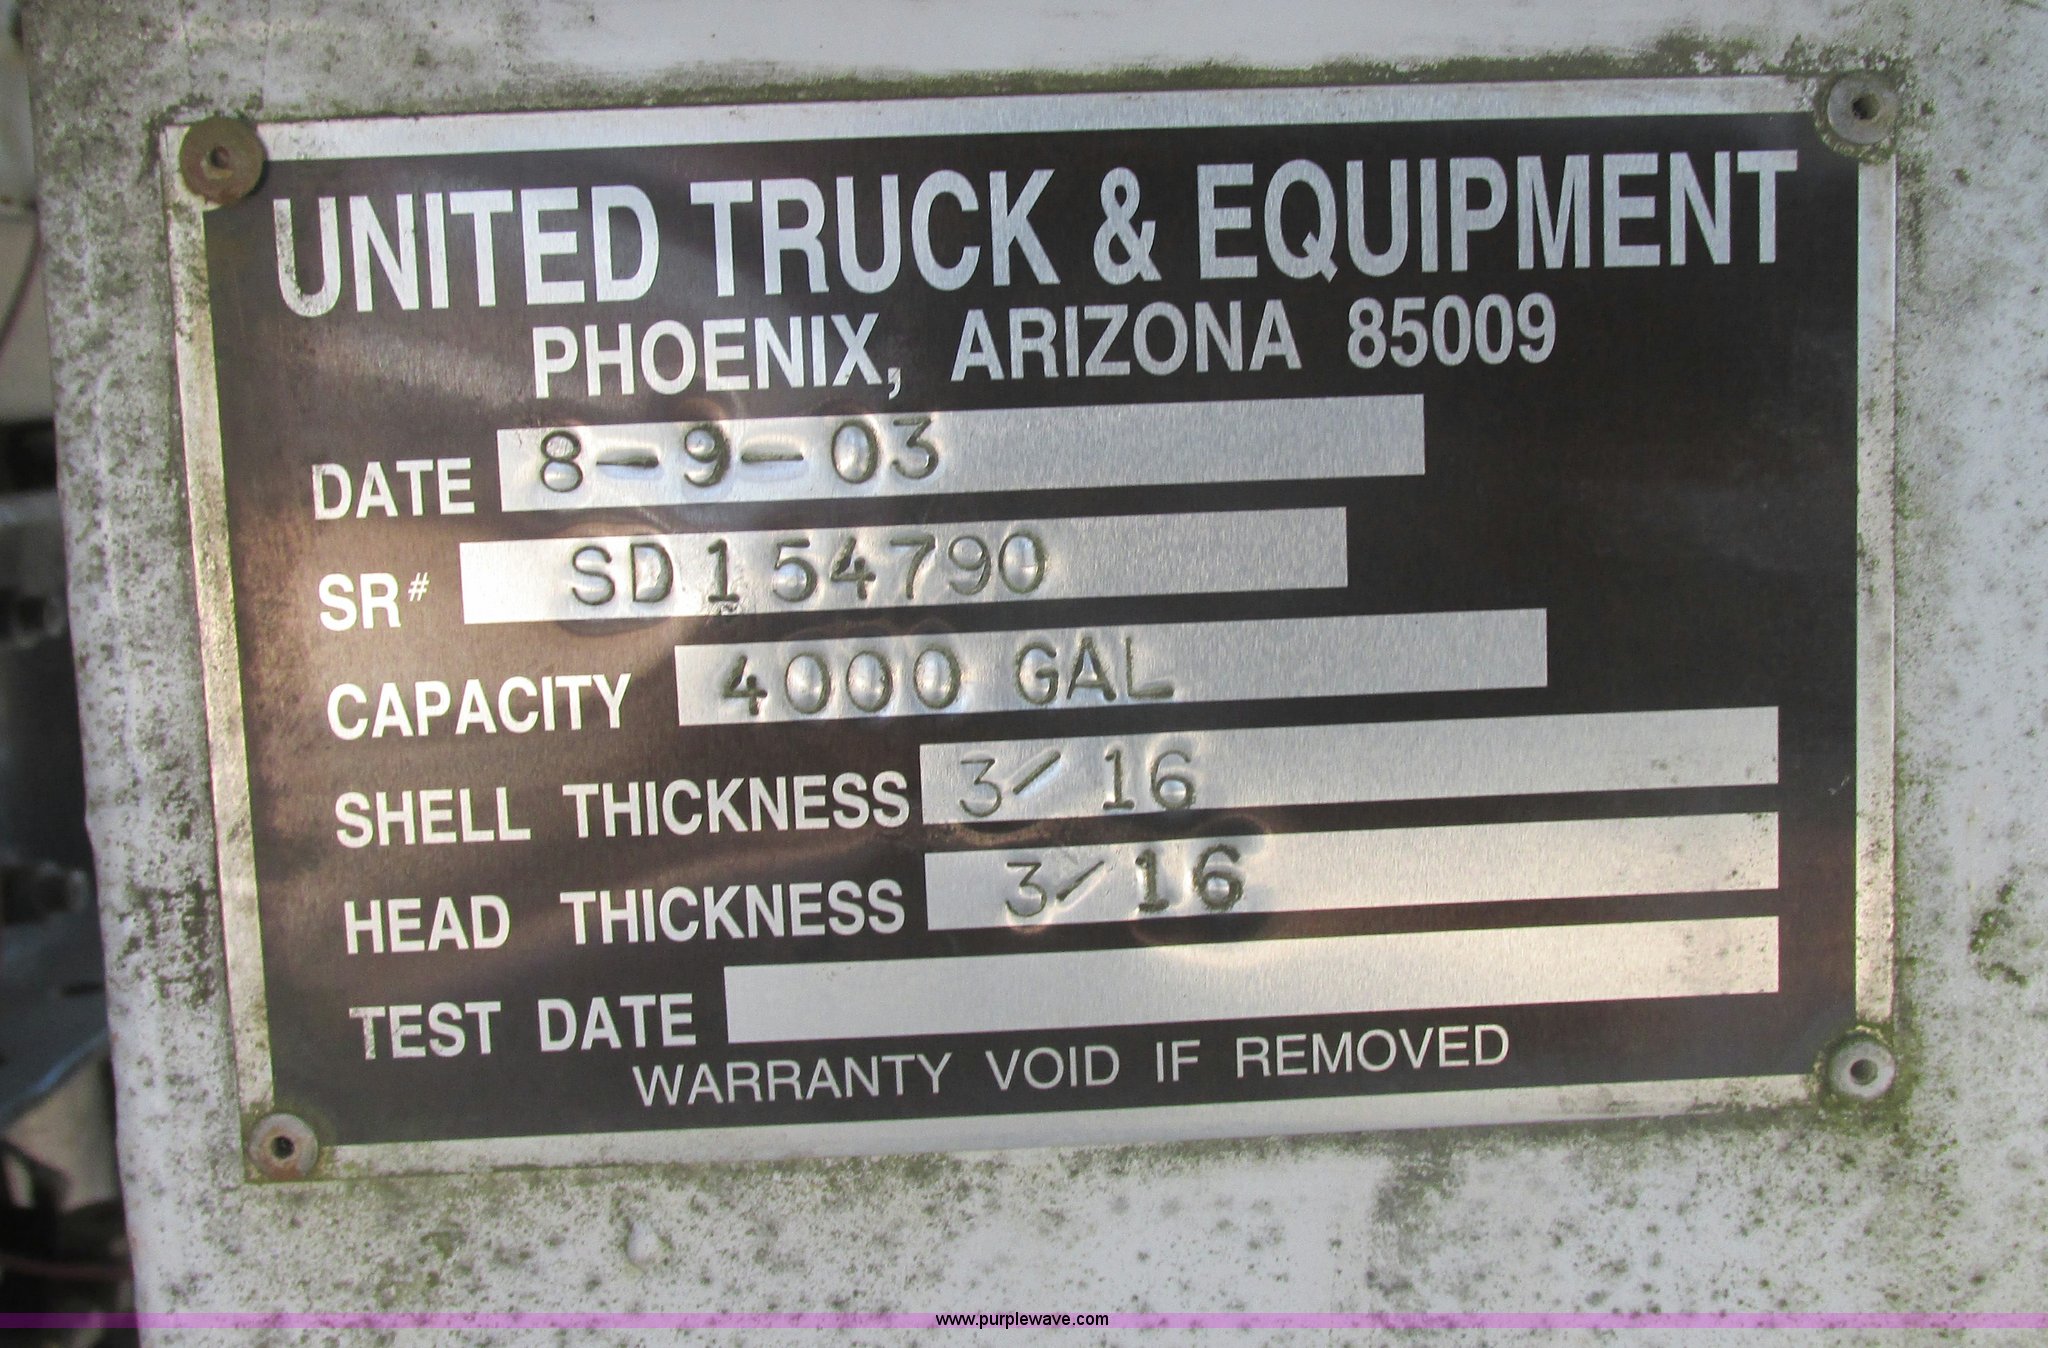 UNITED TRUCK & EQUIPMENT
PHOENIX, ARIZONA 85009
DATE 8-9-03
SR# SD154790
CAPACITY 4000 GAL
SHELL THICKNESS 3/16
HEAD THICKNESS 3/16
TEST DATE
WARRANTY VOID IF REMOVED
www.purplewave.com